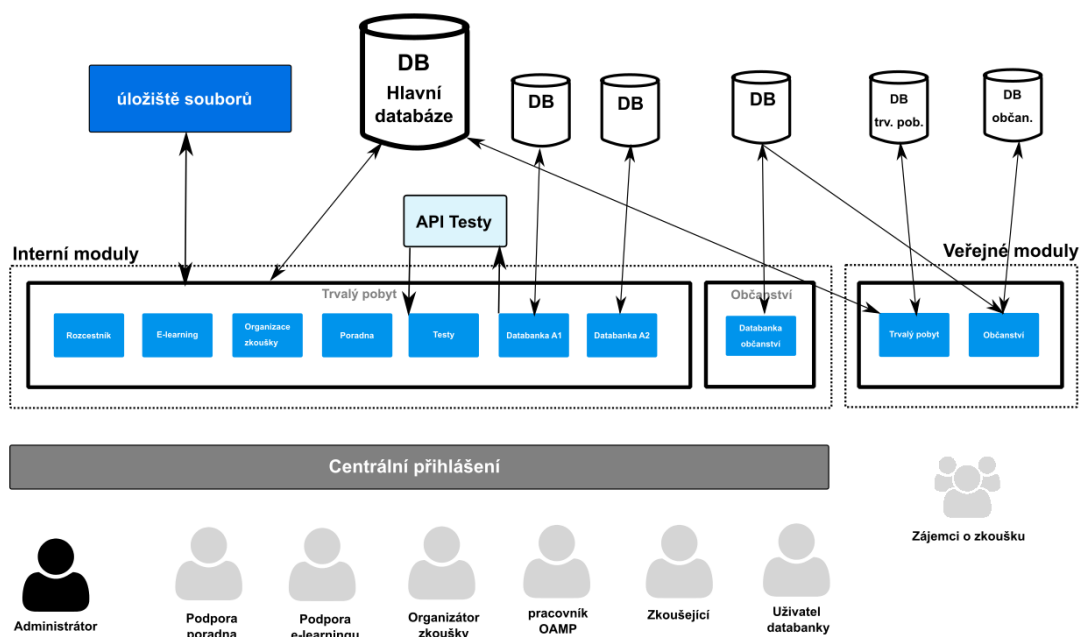 DB
Hlavní
databáze
úložiště souborů
DB
DB
DB
DB
trv. pob.
DB
občan.
API Testy
Interní moduly
Veřejné moduly
Trvalý pobyt
Občanství
Rozcestník
E-learning
Organizace
zkoušky
Poradna
Testy
Databanka A1
Databanka A2
Databanka
občanství
Trvalý pobyt
Občanství
Centrální přihlášení
Zájemci o zkoušku
Administrátor
Podpora
poradna
Podpora
e-learningu
Organizátor
zkoušky
pracovník
OAMP
Zkoušející
Uživatel
databanky